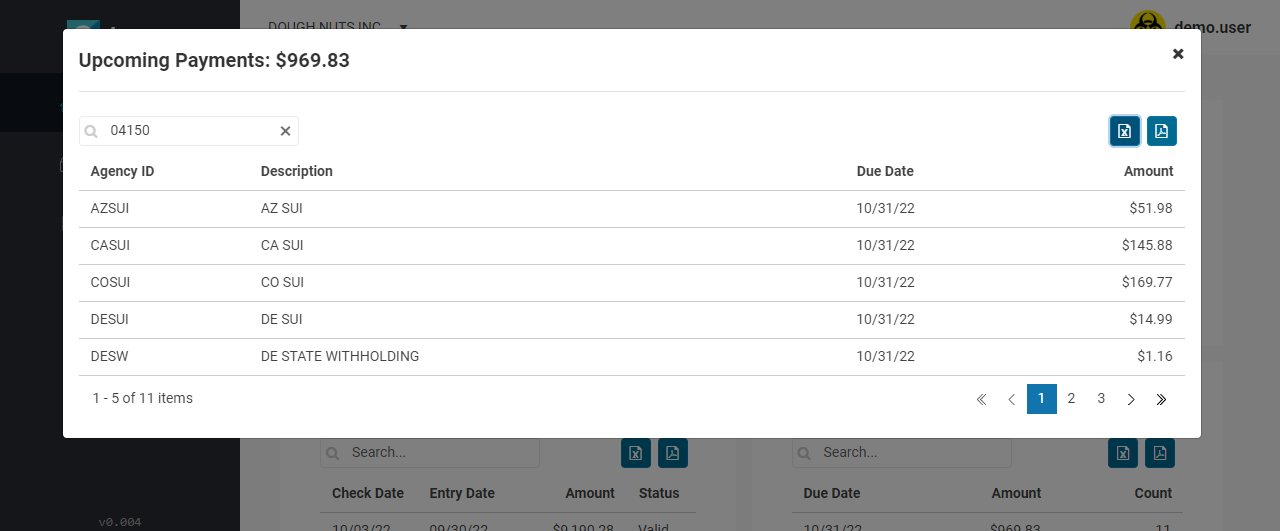 DOUGH NUTS INC
demo.user
Upcoming Payments: $969.83
04150
Agency ID Description Due Date Amount
AZSUI AZ SUI 10/31/22 $51.98
CASUI CA SUI 10/31/22 $145.88
COSUI CO SUI 10/31/22 $169.77
DESUI DE SUI 10/31/22 $14.99
DESW DE STATE WITHHOLDING 10/31/22 $1.16
1 - 5 of 11 items 1 2 3
Search... Search...
Check Date Entry Date Amount Status Due Date Amount Count
10/03/22 09/30/22 $9,190.28 Valid 10/31/22 $969.83 11
v0.004